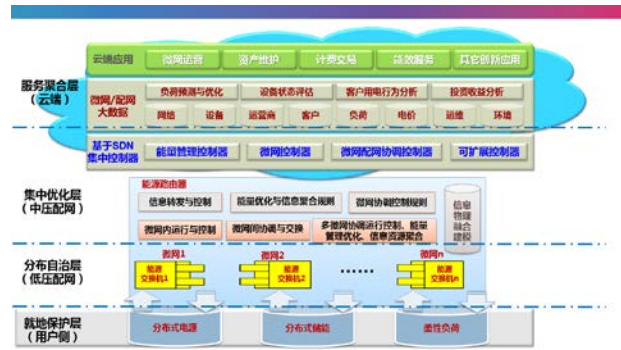 云端应用 微网运营 资产维护 计费交易 能效服务 其它创新应用
服务聚合层
（云端）
微网/配网
大数据
负荷预测与优化 设备状态评估 客户用电行为分析 投资收益分析
网络 设备 运营商 客户 负荷 电价 运维 环境
基于SDN
集中控制器
能量管理控制器 微网控制器 微网配网协调控制器 可扩展控制器
集中优化层
（中压配网）
能源路由器
信息转发与控制 能量优化与信息聚合规则 微网协调控制规则
微网内运行与控制 微网间协调与交换 多微网协调运行控制、能量
管理优化、信息资源聚合
信息
物理
融合
建模
分布自治层
（低压配网）
微网1 微网2 微网n
能源
交换机1
能源
交换机2
······
能源
交换机n
就地保护层
（用户侧）
分布式电源 分布式储能 柔性负荷